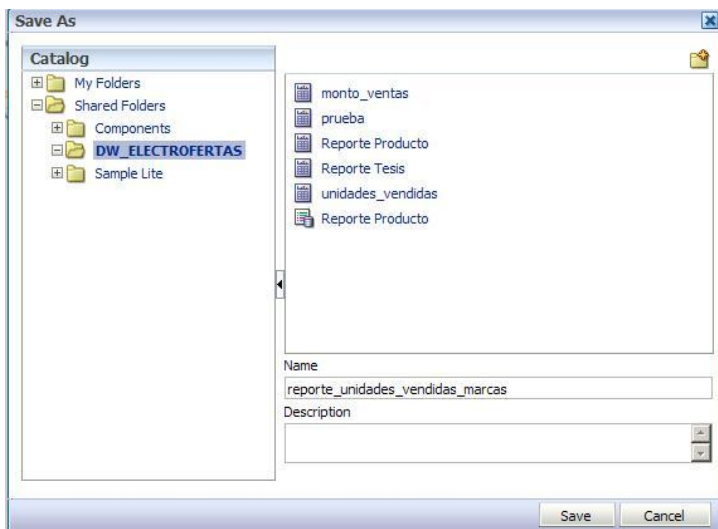 Save As
Catalog
My Folders
Shared Folders
Components
DW_ELECTROFERTAS
Sample Lite
monto_ventas
prueba
Reporte Producto
Reporte Tesis
unidades_vendidas
Reporte Producto
Name
reporte_unidades_vendidas_marcas
Description
Save
Cancel